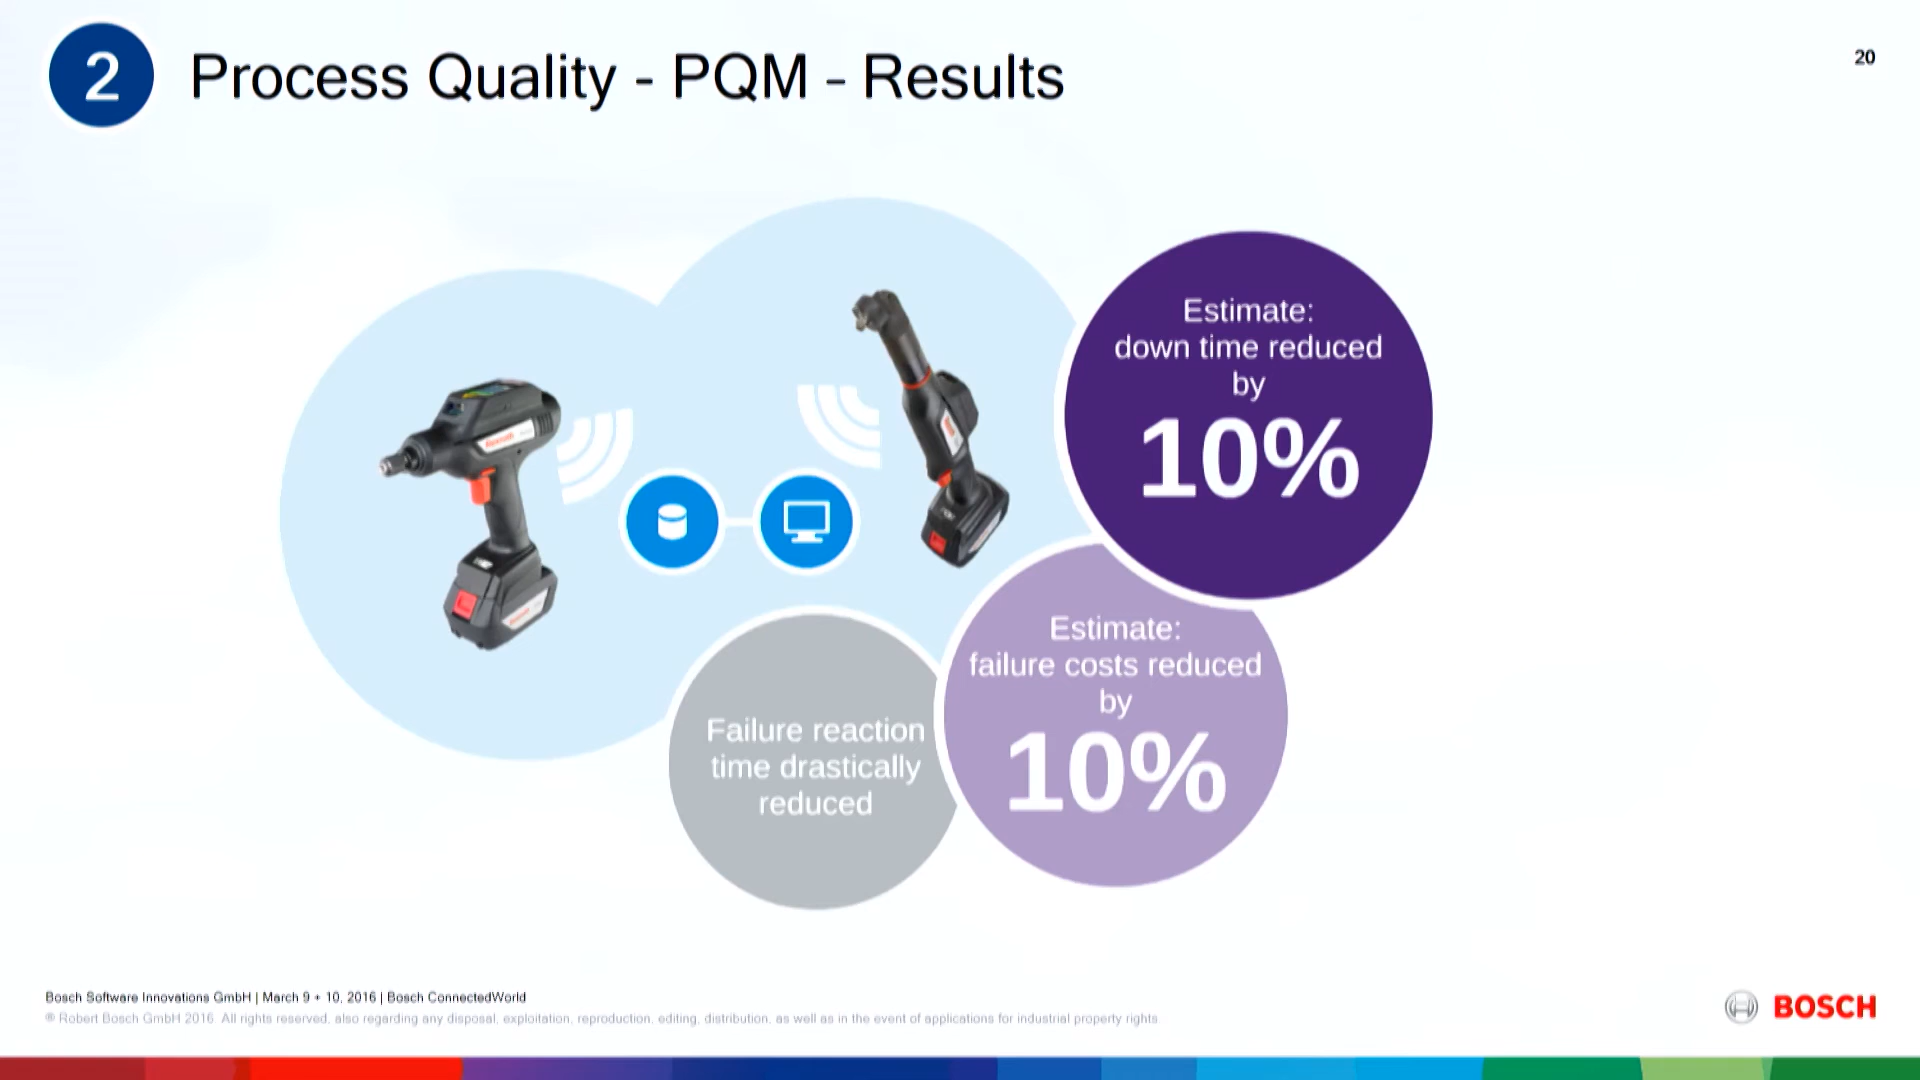 2
Process Quality - PQM - Results
20
Estimate:
down time reduced
by
10%
Estimate:
failure costs reduced
by
10%
Failure reaction
time drastically
reduced
Rexroth
Bosch Software Innovations GmbH | March 9 + 10, 2016 | Bosch ConnectedWorld
® Robert Bosch GmbH 2016. All rights reserved, also regarding any disposal, exploitation, reproduction, editing, distribution, as well as in the event of applications for industrial property rights.
BOSCH